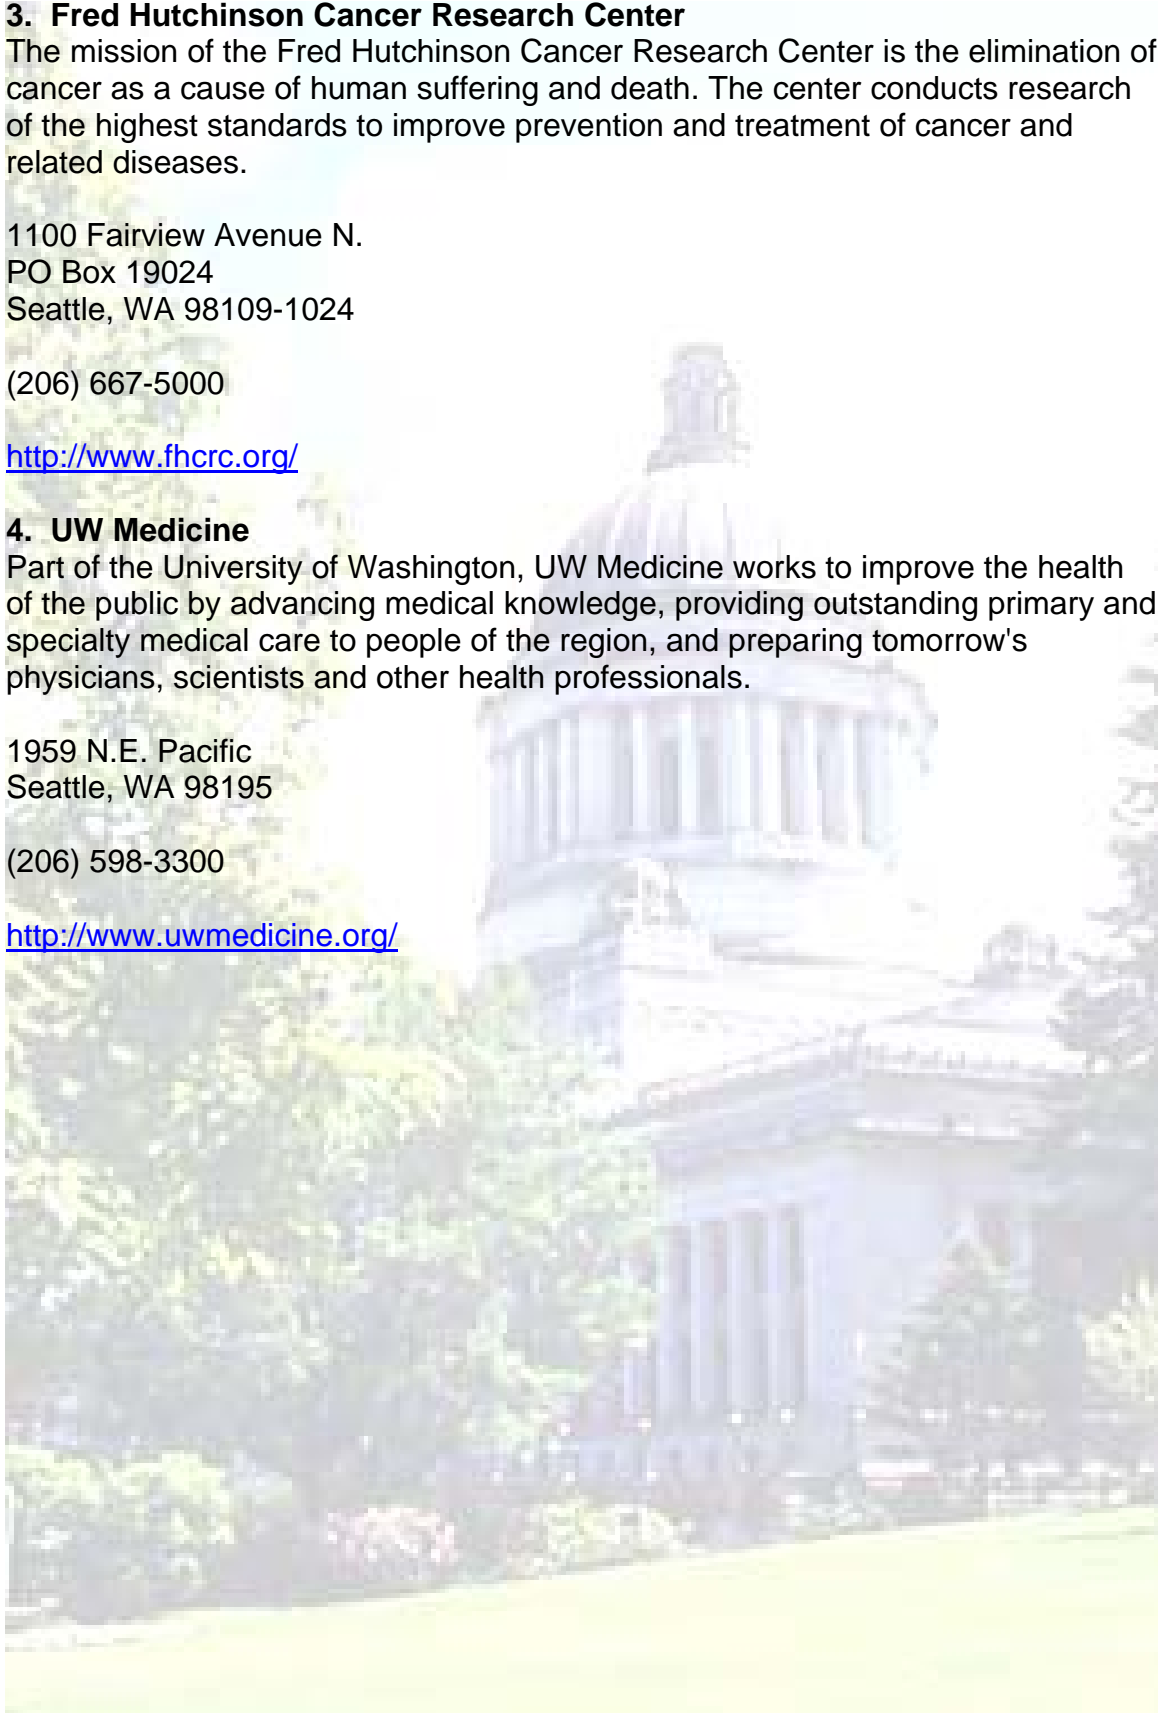 3. Fred Hutchinson Cancer Research Center
The mission of the Fred Hutchinson Cancer Research Center is the elimination of
cancer as a cause of human suffering and death. The center conducts research
of the highest standards to improve prevention and treatment of cancer and
related diseases.
1100 Fairview Avenue N.
PO Box 19024
Seattle, WA 98109-1024
(206) 667-5000
http://www.fhcrc.org/
4. UW Medicine
Part of the University of Washington, UW Medicine works to improve the health
of the public by advancing medical knowledge, providing outstanding primary and
specialty medical care to people of the region, and preparing tomorrow's
physicians, scientists and other health professionals.
1959 N.E. Pacific
Seattle, WA 98195
(206) 598-3300
http://www.uwmedicine.org/